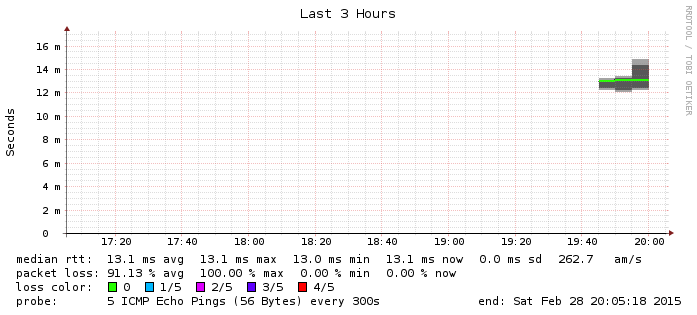 Last 3 Hours
RRDTOOL / TOBI OETIKER
Seconds
16 m
14 m
12 m
10 m
8 m
6 m
4 m
2 m
0
17:20 17:40 18:00 18:20 18:40 19:00 19:20 19:40 20:00
median rtt: 13.1 ms avg 13.1 ms max 13.0 ms min 13.1 ms now 0.0 ms sd 262.7 am/s
packet loss: 91.13 % avg 100.00 % max 0.00 % min 0.00 % now
loss color: 0 1/5 2/5 3/5 4/5
probe: 5 ICMP Echo Pings (56 Bytes) every 300s end: Sat Feb 28 20:05:18 2015